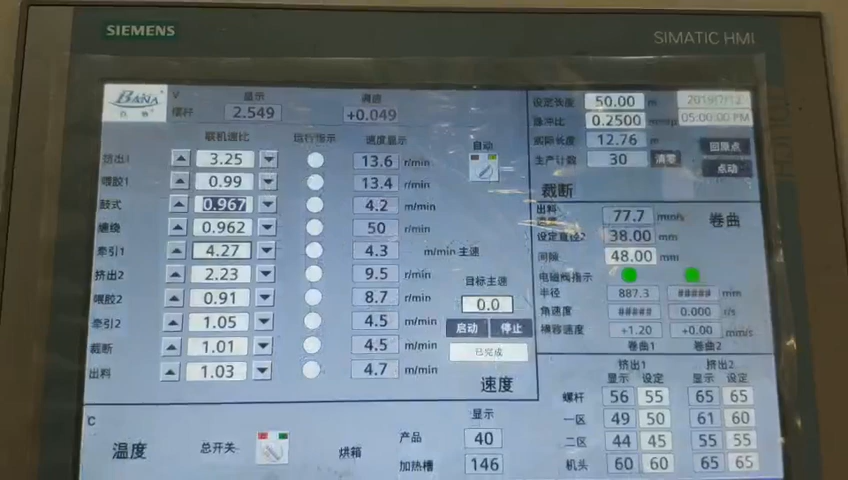 SIEMENS
SIMATIC HMI
BANA
V 显示 调速
螺杆 2.549 +0.049
联机速比 运行指示 速度显示 自动
挤出1 3.25 13.6 r/min
喂胶1 0.99 13.4 r/min
鼓式 0.967 4.2 m/min
缠绕 0.962 50 r/min
牵引1 4.27 4.3 m/min 主速
挤出2 2.23 9.5 r/min
喂胶2 0.91 8.7 r/min
牵引2 1.05 4.5 m/min
裁断 1.01 4.5 m/min
出料 1.03 4.7 m/min
目标主速
0.0
启动 停止
已完成
速度
设定长度 50.00 m 2019/7/12
脉冲比 0.2500 05:00:00 PM
实际长度 12.76 m 回原点
生产计数 30 清零 点动
裁断
出料速度 77.7 mm/s 卷曲
设定直径2 38.00 mm
间隙 48.00 mm
电磁阀指示
半径 887.3 ##### mm
角速度 ##### 0.000 r/s
横移速度 +1.20 +0.00 mm/s
卷曲1 卷曲2
挤出1 挤出2
显示 设定 显示 设定
螺杆 56 55 65 65
一区 49 50 61 60
二区 44 45 55 55
机头 60 60 65 65
C
温度 总开关 烘箱
显示
产品 40
加热槽 146